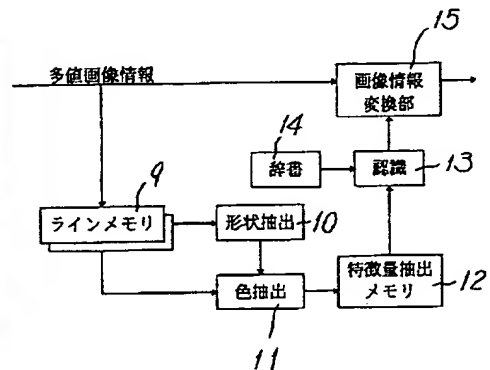 15
多値画像情報
画像情報
変換部
14
辞番
認識
13
9
ラインメモリ
形状抽出
10
色抽出
11
特徴量抽出
メモリ
12